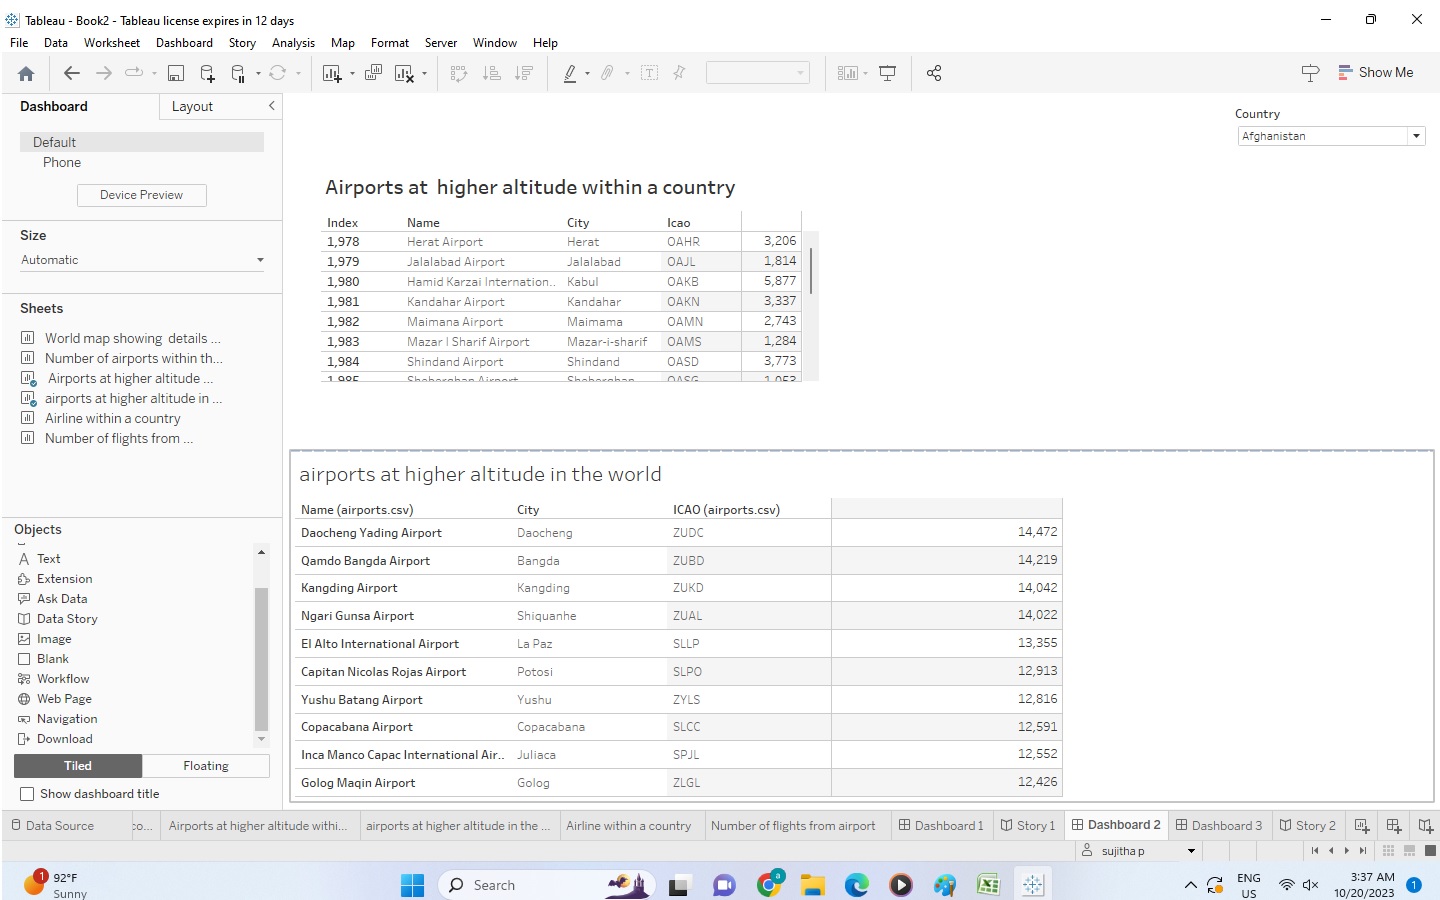 Tableau - Book2 - Tableau license expires in 12 days
File Data Worksheet Dashboard Story Analysis Map Format Server Window Help
Show Me
Dashboard Layout
Default
Phone
Device Preview
Size
Automatic
Sheets
World map showing details ...
Number of airports within th...
Airports at higher altitude ...
airports at higher altitude in ...
Airline within a country
Number of flights from ...
Objects
Text
Extension
Ask Data
Data Story
Image
Blank
Workflow
Web Page
Navigation
Download
Tiled Floating
Show dashboard title
Country
Afghanistan
Airports at higher altitude within a country
Index Name City Icao
1,978 Herat Airport Herat OAHR 3,206
1,979 Jalalabad Airport Jalalabad OAJL 1,814
1,980 Hamid Karzai Internation.. Kabul OAKB 5,877
1,981 Kandahar Airport Kandahar OAKN 3,337
1,982 Maimana Airport Maimama OAMN 2,743
1,983 Mazar I Sharif Airport Mazar-i-sharif OAMS 1,284
1,984 Shindand Airport Shindand OASD 3,773
1,985 Sheberghan Airport Sheberghan OASG 1,053
airports at higher altitude in the world
Name (airports.csv) City ICAO (airports.csv)
Daocheng Yading Airport Daocheng ZUDC 14,472
Qamdo Bangda Airport Bangda ZUBD 14,219
Kangding Airport Kangding ZUKD 14,042
Ngari Gunsa Airport Shiquanhe ZUAL 14,022
El Alto International Airport La Paz SLLP 13,355
Capitan Nicolas Rojas Airport Potosi SLPO 12,913
Yushu Batang Airport Yushu ZYLS 12,816
Copacabana Airport Copacabana SLCC 12,591
Inca Manco Capac International Air.. Juliaca SPJL 12,552
Golog Maqin Airport Golog ZLGL 12,426
Data Source co... Airports at higher altitude withi... airports at higher altitude in the ... Airline within a country Number of flights from airport Dashboard 1 Story 1 Dashboard 2 Dashboard 3 Story 2
sujitha p
1 92°F
Sunny
Search
a
ENG
US
3:37 AM
10/20/2023
1